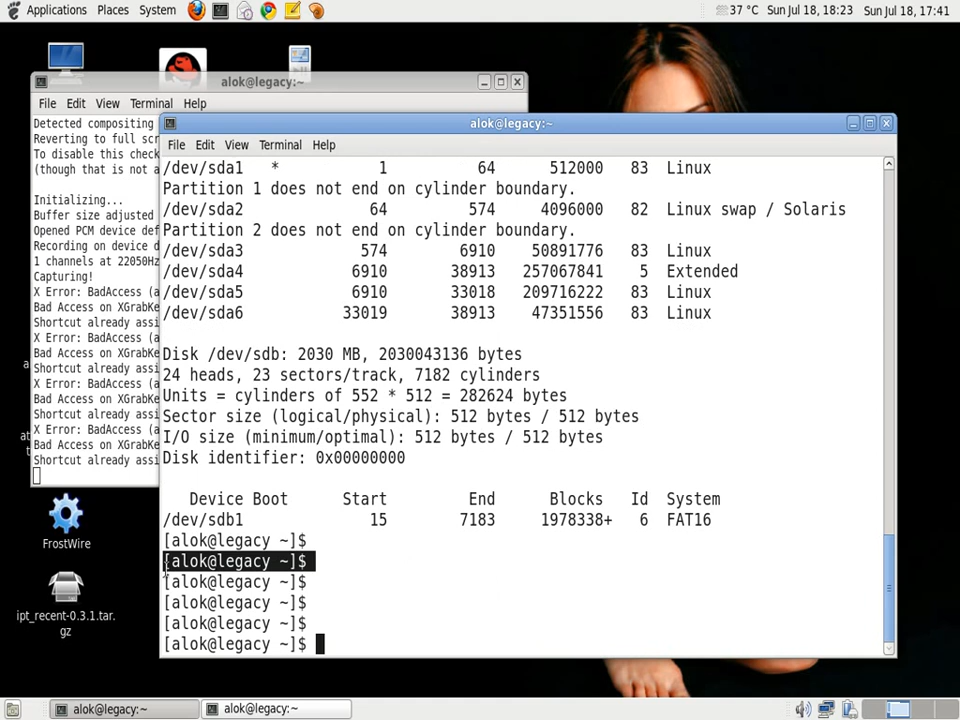 Applications Places System
37 °C Sun Jul 18, 18:23 Sun Jul 18, 17:41
alok@legacy:~
File Edit View Terminal Help
Detected compositing
Reverting to full scr
To disable this check
(though that is not a
Initializing...
Buffer size adjusted
Opened PCM device def
Recording on device d
1 channels at 22050Hz
Capturing!
X Error: BadAccess (a
Bad Access on XGrabKe
Shortcut already assi
X Error: BadAccess (a
Bad Access on XGrabKe
Shortcut already assi
X Error: BadAccess (a
Bad Access on XGrabKe
Shortcut already assi
X Error: BadAccess (a
Bad Access on XGrabKe
Shortcut already assi
alok@legacy:~
File Edit View Terminal Help
/dev/sda1 * 1 64 512000 83 Linux
Partition 1 does not end on cylinder boundary.
/dev/sda2 64 574 4096000 82 Linux swap / Solaris
Partition 2 does not end on cylinder boundary.
/dev/sda3 574 6910 50891776 83 Linux
/dev/sda4 6910 38913 257067841 5 Extended
/dev/sda5 6910 33018 209716222 83 Linux
/dev/sda6 33019 38913 47351556 83 Linux
Disk /dev/sdb: 2030 MB, 2030043136 bytes
24 heads, 23 sectors/track, 7182 cylinders
Units = cylinders of 552 * 512 = 282624 bytes
Sector size (logical/physical): 512 bytes / 512 bytes
I/O size (minimum/optimal): 512 bytes / 512 bytes
Disk identifier: 0x00000000
Device Boot Start End Blocks Id System
/dev/sdb1 15 7183 1978338+ 6 FAT16
[alok@legacy ~]$
[alok@legacy ~]$
[alok@legacy ~]$
[alok@legacy ~]$
[alok@legacy ~]$
[alok@legacy ~]$
FrostWire
ipt_recent-0.3.1.tar.
gz
alok@legacy:~
alok@legacy:~